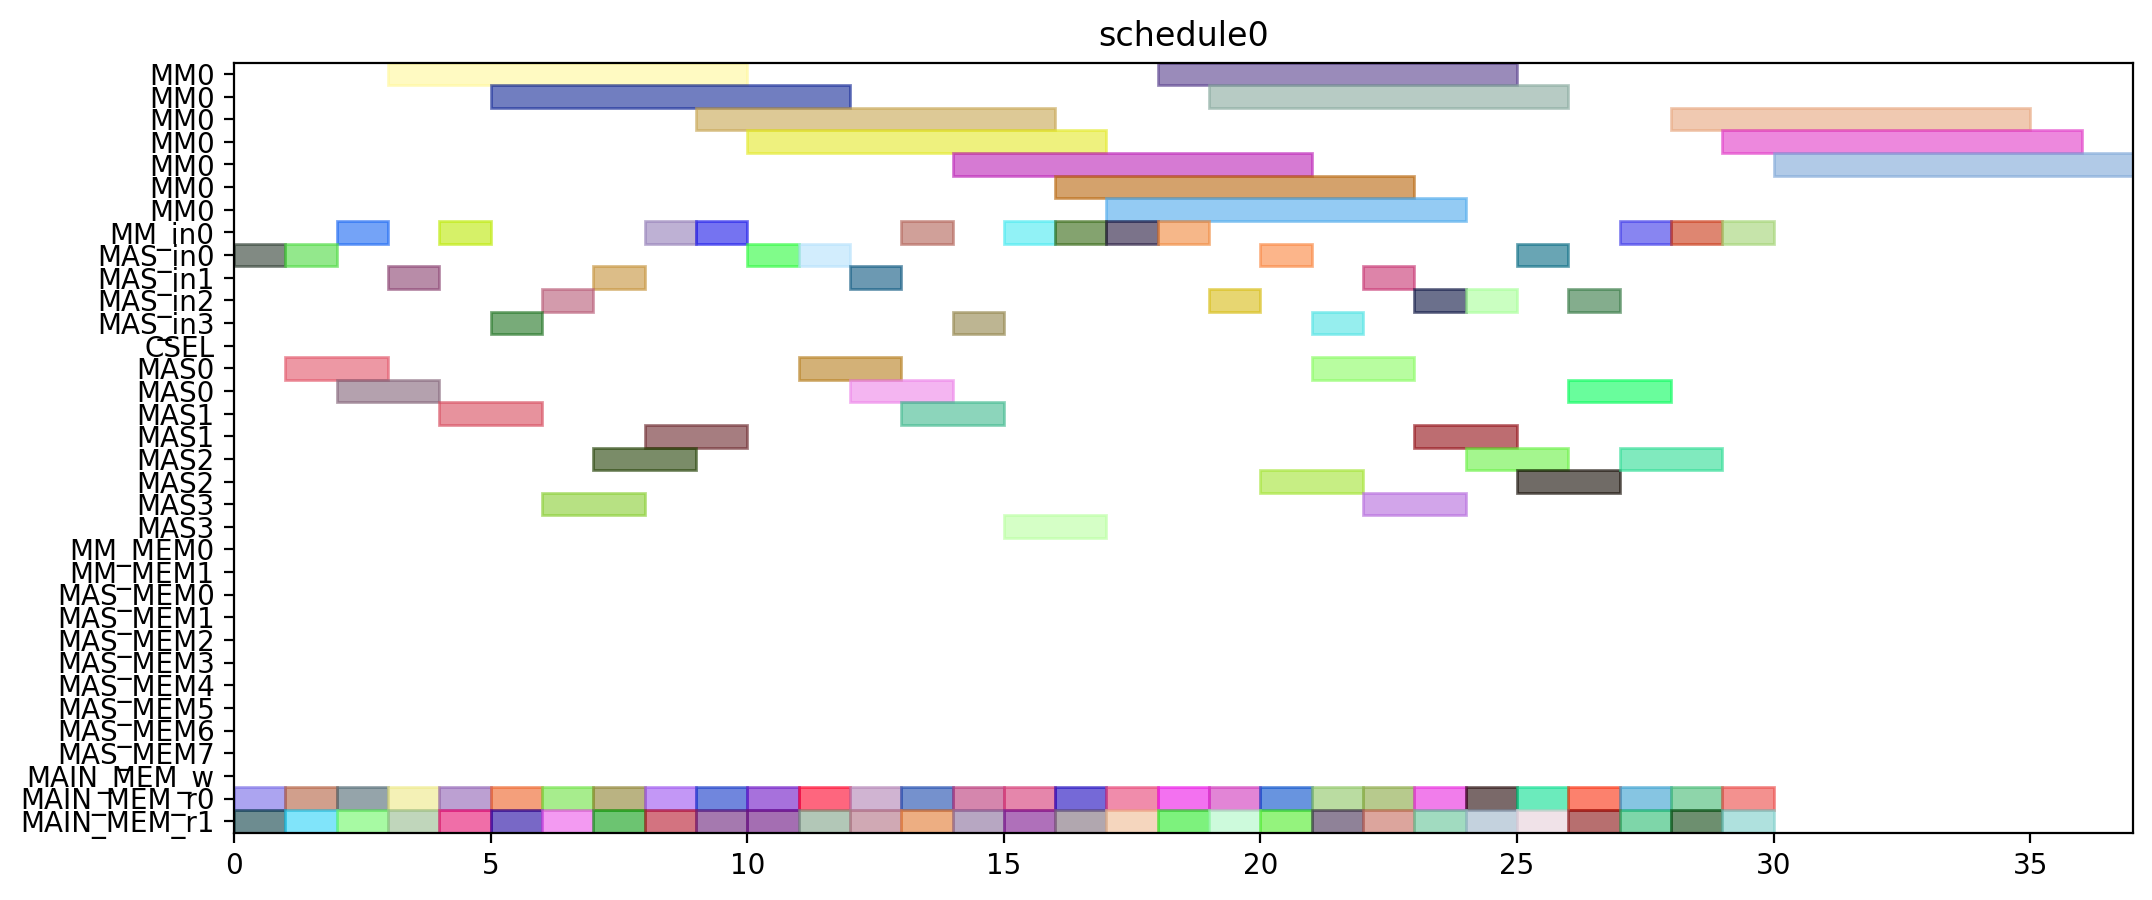 schedule0
MM0
MM0
MM0
MM0
MM0
MM0
MM0
MM_in0
MAS_in0
MAS_in1
MAS_in2
MAS_in3
CSEL
MAS0
MAS0
MAS1
MAS1
MAS2
MAS2
MAS3
MAS3
MM_MEM0
MM_MEM1
MAS_MEM0
MAS_MEM1
MAS_MEM2
MAS_MEM3
MAS_MEM4
MAS_MEM5
MAS_MEM6
MAS_MEM7
MAIN_MEM_w
MAIN_MEM_r0
MAIN_MEM_r1
0 5 10 15 20 25 30 35